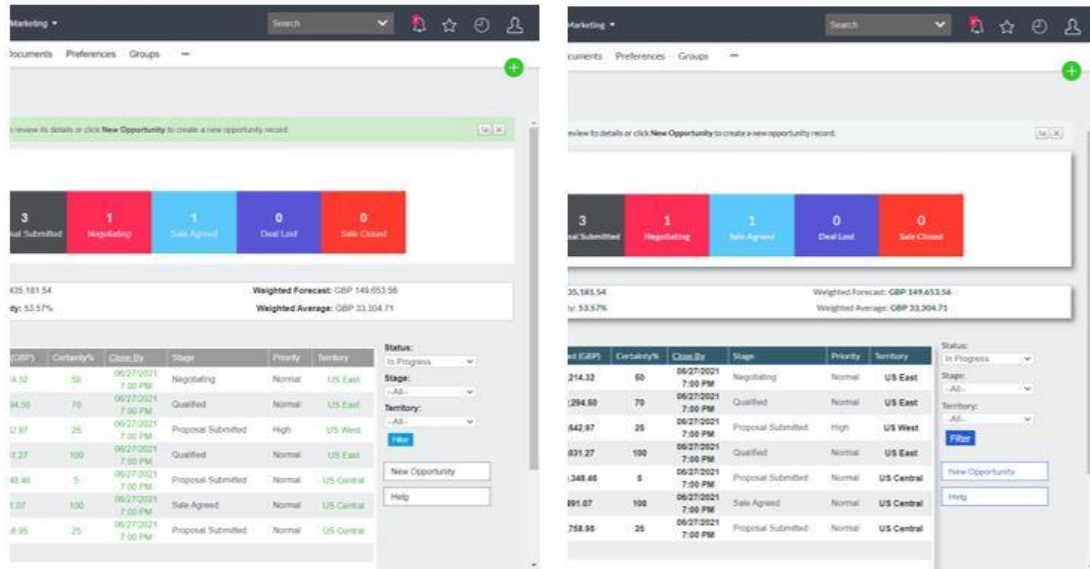 Marketing
Search
Documents Preferences Groups
review its details or click New Opportunity to create a new opportunity record.
3 1 1 0 0
Submitted Negotiating Sale Agreed Deal Lost Sale Closed
435,181.54 Weighted Forecast: GBP 149,653.56
53.57% Weighted Average: GBP 33,304.71
(GBP) Certainty% Close By Stage Priority Territory
50 06/27/2021 7:00 PM Negotiating Normal US East
70 06/27/2021 7:00 PM Qualified Normal US East
25 06/27/2021 7:00 PM Proposal Submitted High US West
100 06/27/2021 7:00 PM Qualified Normal US East
5 06/27/2021 7:00 PM Proposal Submitted Normal US Central
100 06/27/2021 7:00 PM Sale Agreed Normal US Central
25 06/27/2021 7:00 PM Proposal Submitted Normal US Central
Status:
In Progress
Stage:
--All--
Territory:
--All--
Filter
New Opportunity
Help
Marketing
Search
cuments Preferences Groups
review its details or click New Opportunity to create a new opportunity record.
3 1 1 0 0
sal Submitted Negotiating Sale Agreed Deal Lost Sale Closed
35,181.54 Weighted Forecast: GBP 149,653.56
ty: 53.57% Weighted Average: GBP 33,304.71
(GBP) Certainty% Close By Stage Priority Territory
,214.32 50 06/27/2021 7:00 PM Negotiating Normal US East
,294.50 70 06/27/2021 7:00 PM Qualified Normal US East
,642.97 25 06/27/2021 7:00 PM Proposal Submitted High US West
,031.27 100 06/27/2021 7:00 PM Qualified Normal US East
,348.46 5 06/27/2021 7:00 PM Proposal Submitted Normal US Central
891.07 100 06/27/2021 7:00 PM Sale Agreed Normal US Central
,758.95 25 06/27/2021 7:00 PM Proposal Submitted Normal US Central
Status:
In Progress
Stage:
--All--
Territory:
--All--
Filter
New Opportunity
Help